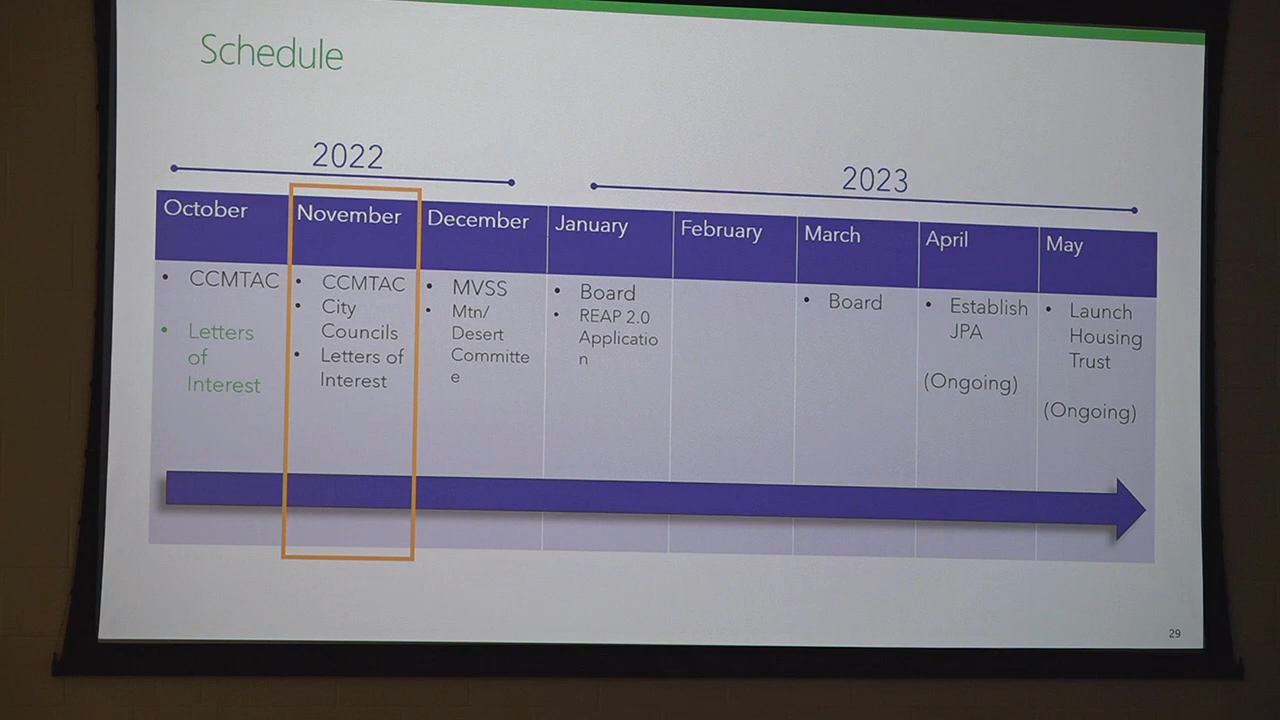 Schedule
2022
2023
October
November
December
January
February
March
April
May
• CCMTAC
• Letters
of
Interest
• CCMTAC
• City
Councils
• Letters of
Interest
• MVSS
• Mtn/
Desert
Committe
e
• Board
• REAP 2.0
Applicatio
n
• Board
• Establish
JPA
(Ongoing)
• Launch
Housing
Trust
(Ongoing)
29